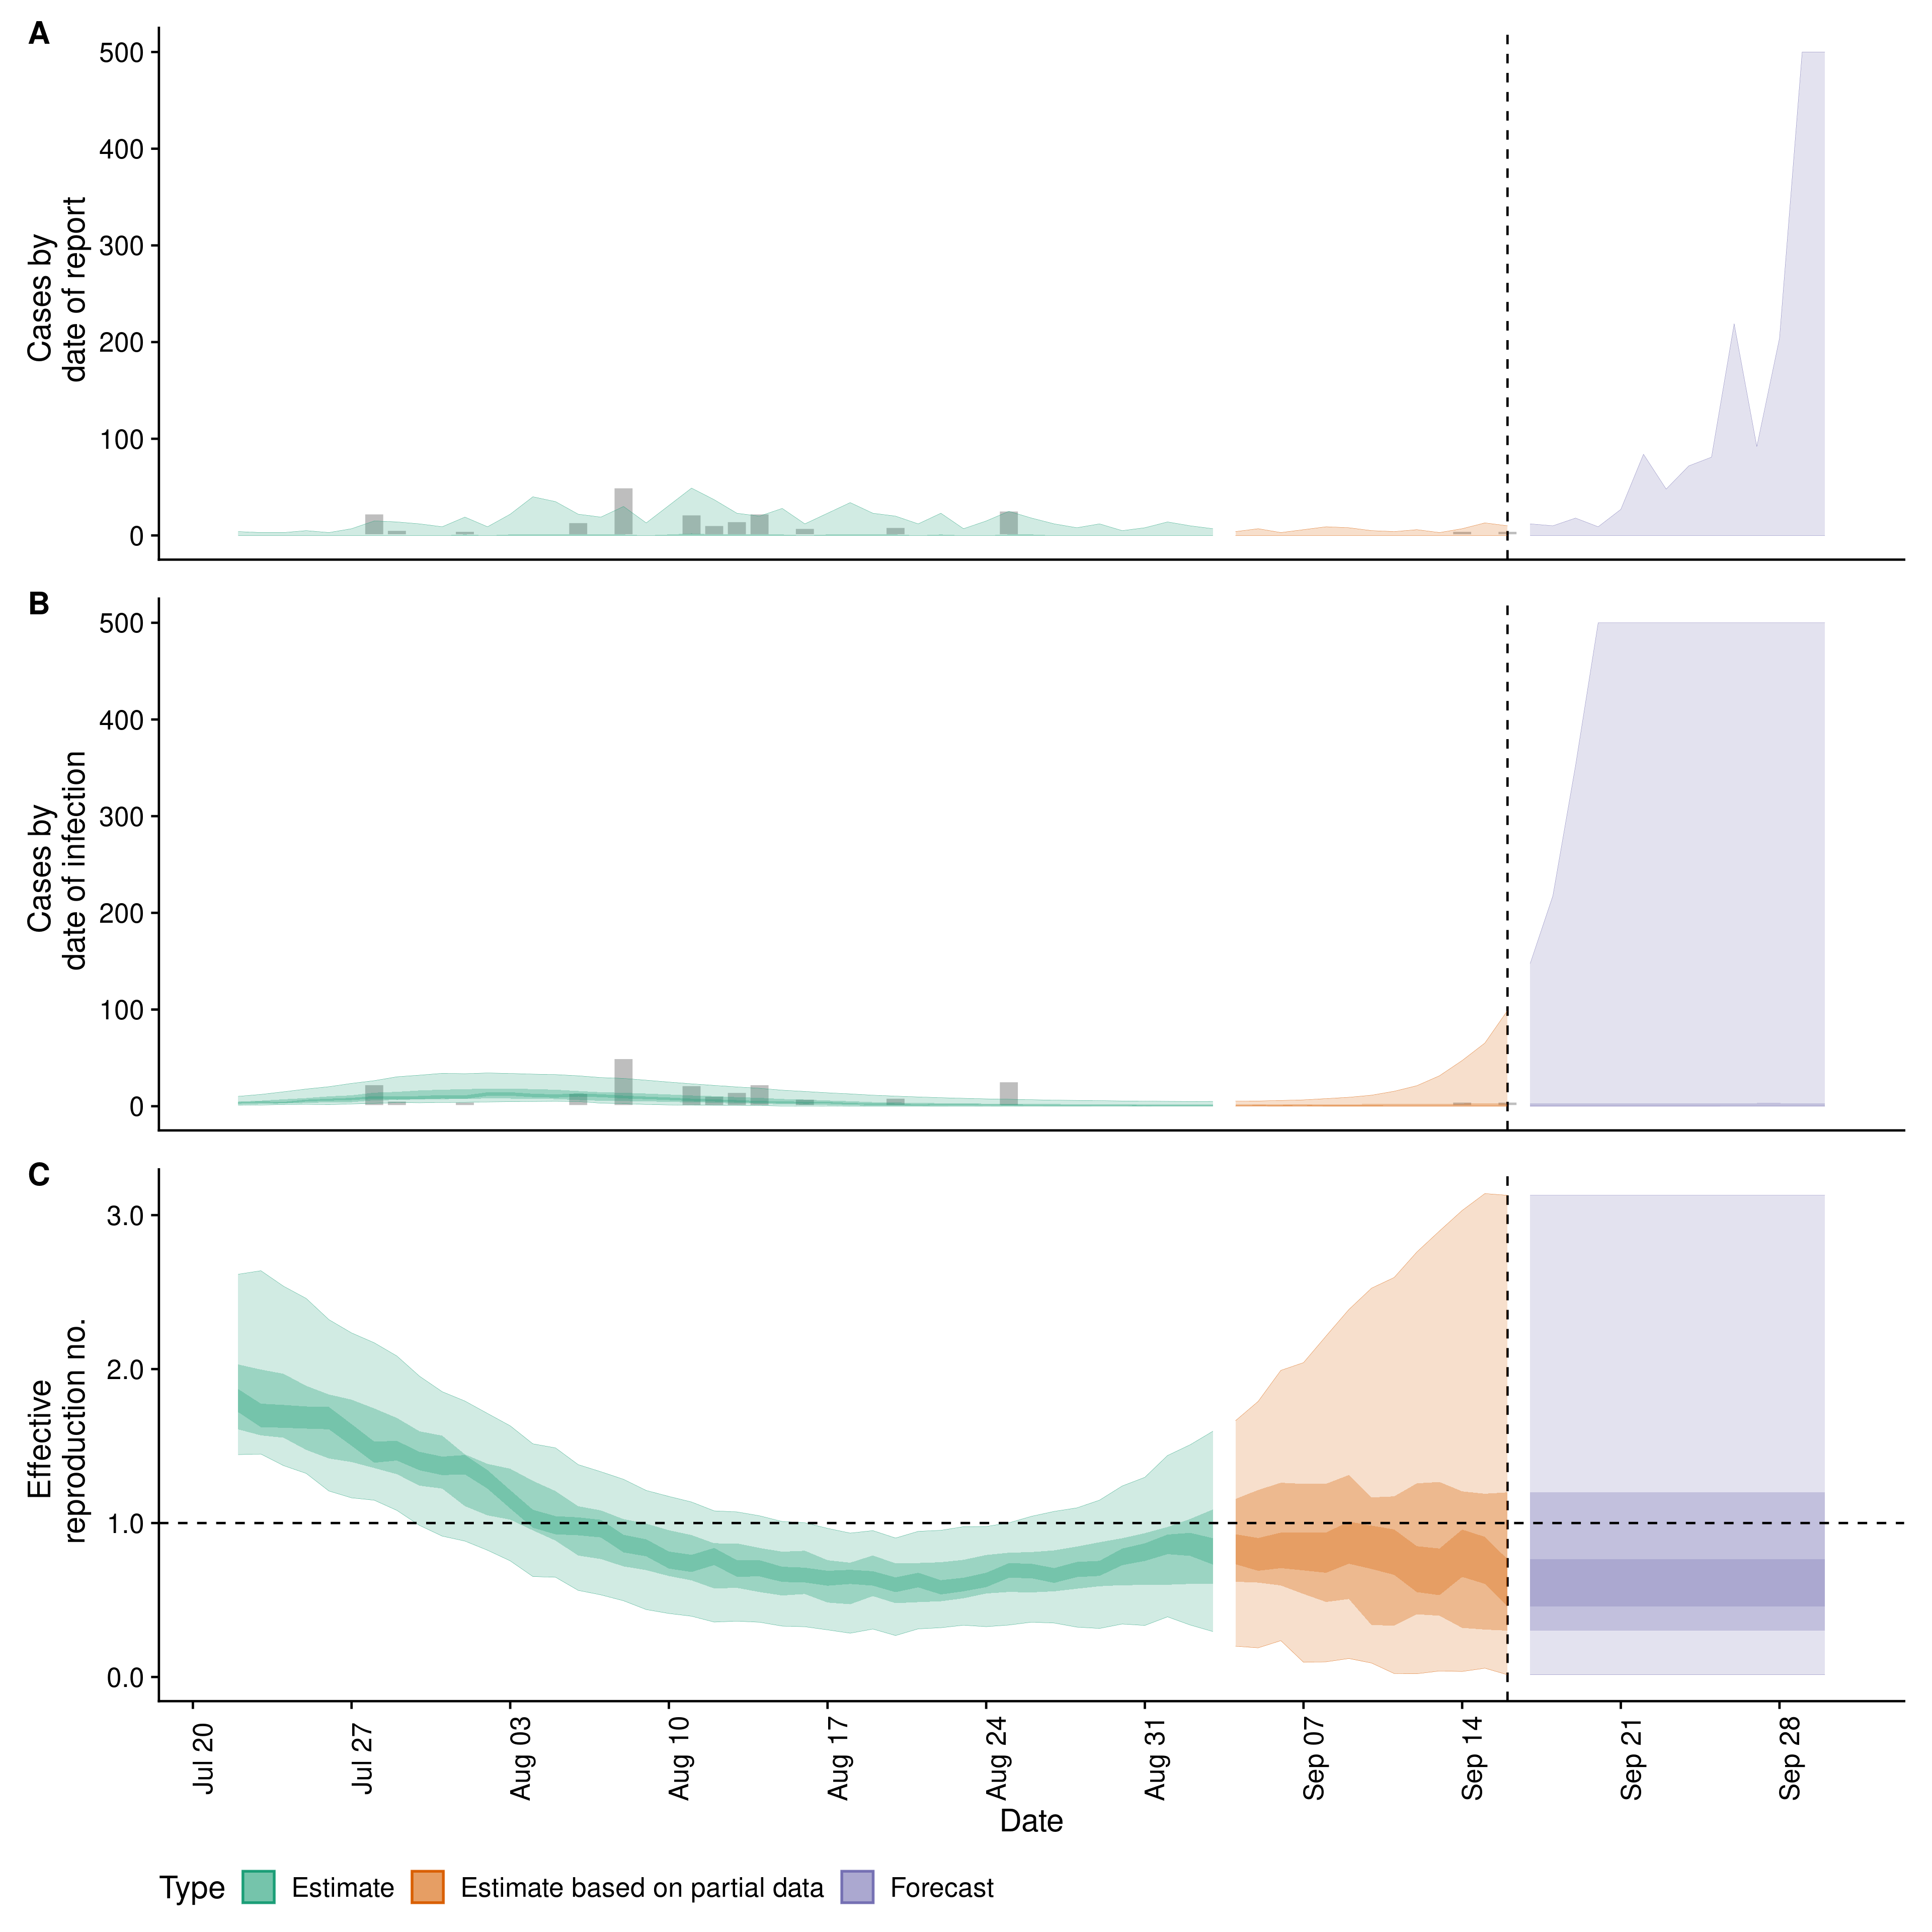 A
500
400
300
200
100
0
Cases by
date of report
B
500
400
300
200
100
0
Cases by
date of infection
C
3.0
2.0
1.0
0.0
Effective
reproduction no.
Jul 20
Jul 27
Aug 03
Aug 10
Aug 17
Aug 24
Aug 31
Sep 07
Sep 14
Sep 21
Sep 28
Date
Type Estimate Estimate based on partial data Forecast